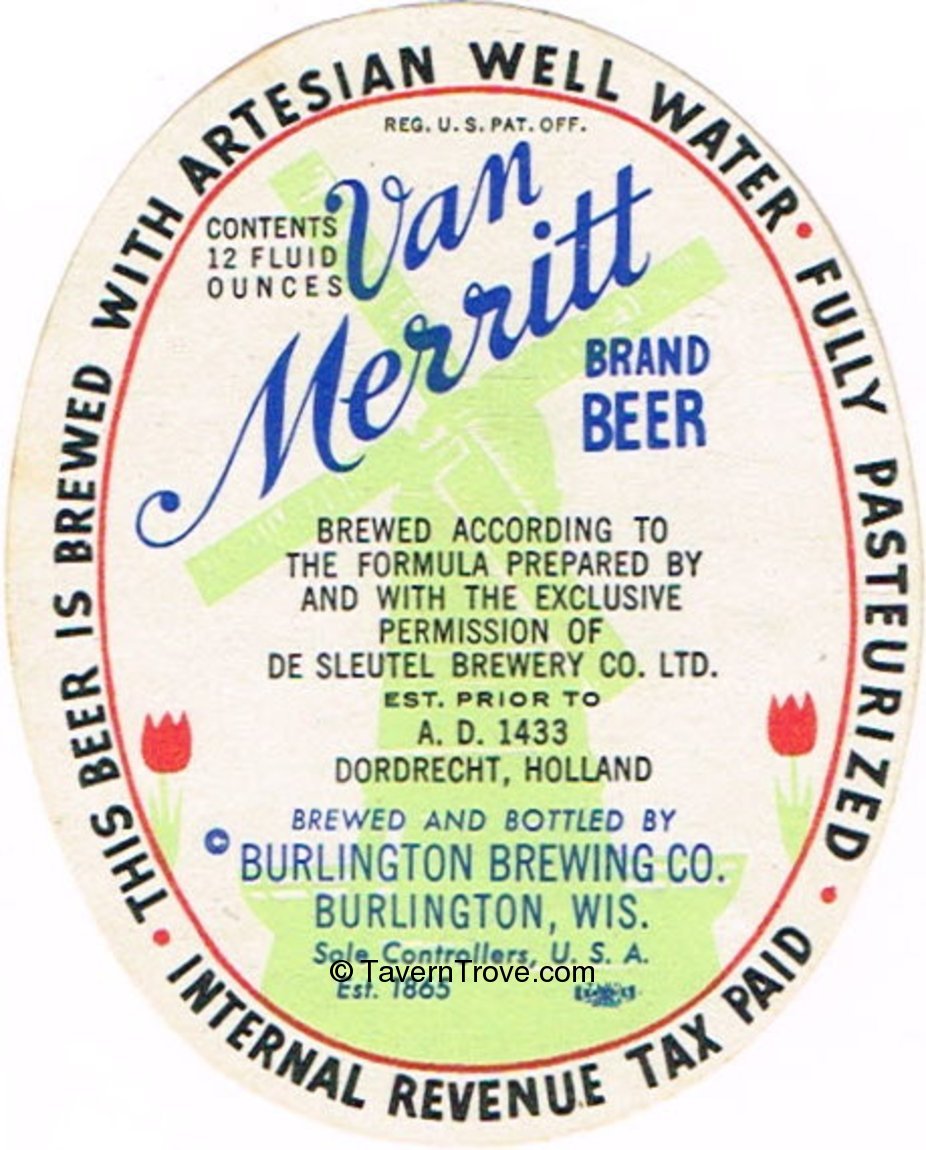 THIS BEER IS BREWED WITH ARTESIAN WELL WATER • FULLY PASTEURIZED • INTERNAL REVENUE TAX PAID •
REG. U.S. PAT. OFF.
CONTENTS
12 FLUID
OUNCES
Van
Merritt
BRAND
BEER
BREWED ACCORDING TO
THE FORMULA PREPARED BY
AND WITH THE EXCLUSIVE
PERMISSION OF
DE SLEUTEL BREWERY CO. LTD.
EST. PRIOR TO
A. D. 1433
DORDRECHT, HOLLAND
BREWED AND BOTTLED BY
© BURLINGTON BREWING CO.
BURLINGTON, WIS.
Sole Controllers, U. S. A.
© TavernTrove.com
Est. 1865